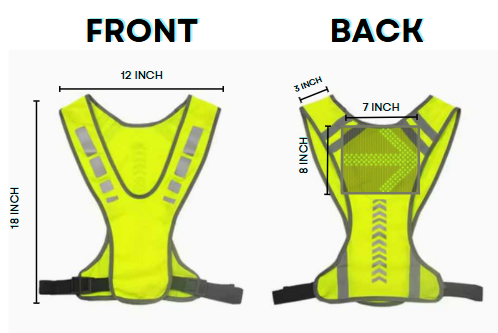 FRONT
BACK
12 INCH
3 INCH
7 INCH
8 INCH
18 INCH